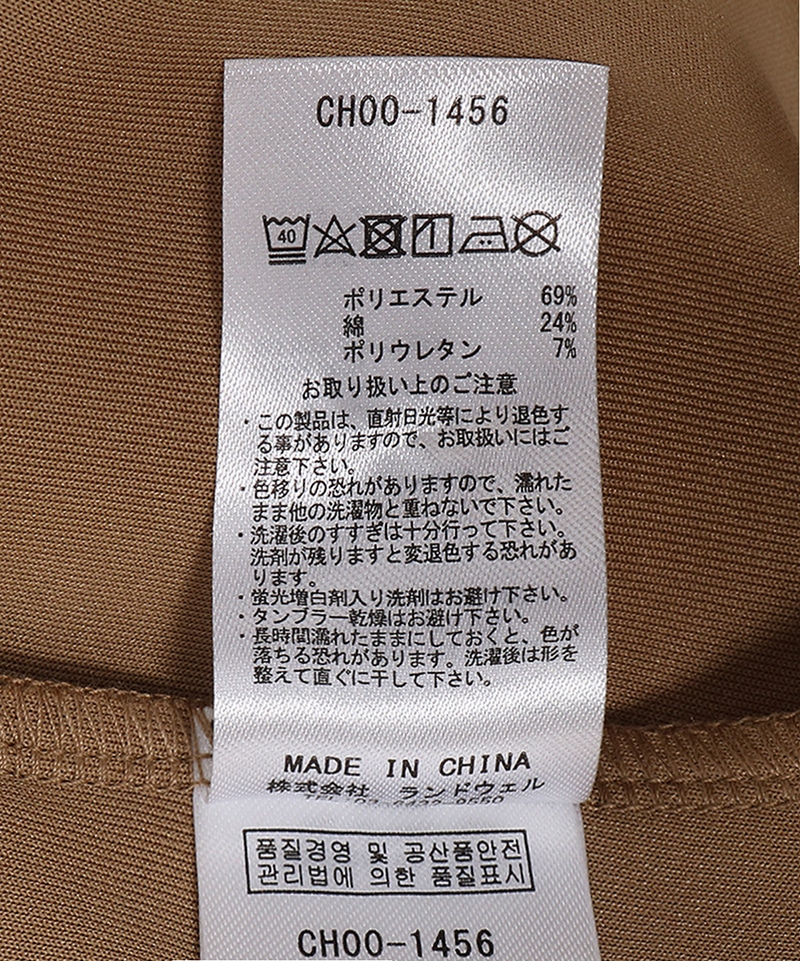 CH00-1456
40
ポリエステル 69%
綿 24%
ポリウレタン 7%
お取り扱い上のご注意
・この製品は、直射日光等により退色す
る事がありますので、お取扱いにはご
注意下さい。
・色移りの恐れがありますので、濡れた
まま他の洗濯物と重ねないで下さい。
・洗濯後のすすぎは十分行って下さい。
洗剤が残りますと変退色する恐れがあ
ります。
・蛍光増白剤入り洗剤はお避け下さい。
・タンブラー乾燥はお避け下さい。
・長時間濡れたままにしておくと、色が
落ちる恐れがあります。洗濯後は形を
整えて直ぐに干して下さい。
MADE IN CHINA
株式会社 ランドウェル
품질경영 및 공산품안전
관리법에 의한 품질표시
CH00-1456